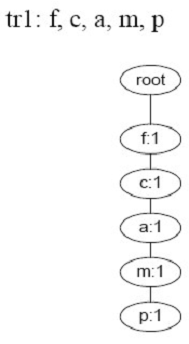 tr1: f, c, a, m, p
root
f:1
c:1
a:1
m:1
p:1